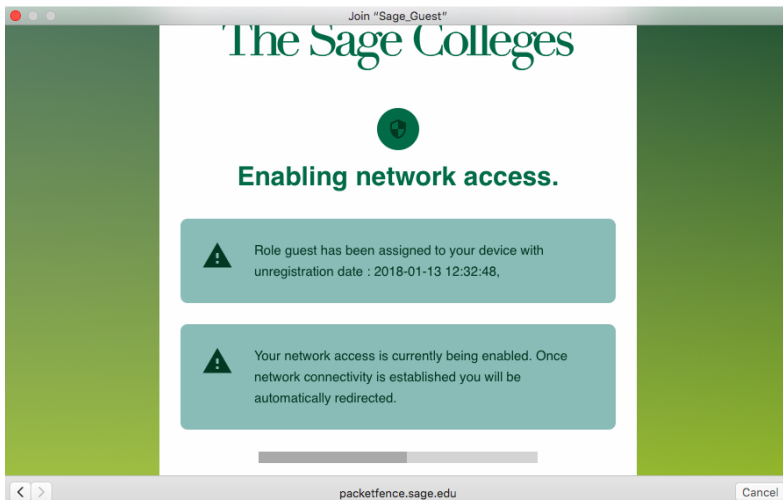 Join “Sage_Guest”
The Sage Colleges
Enabling network access.
Role guest has been assigned to your device with
unregistration date : 2018-01-13 12:32:48,
Your network access is currently being enabled. Once
network connectivity is established you will be
automatically redirected.
packetfence.sage.edu
Cancel